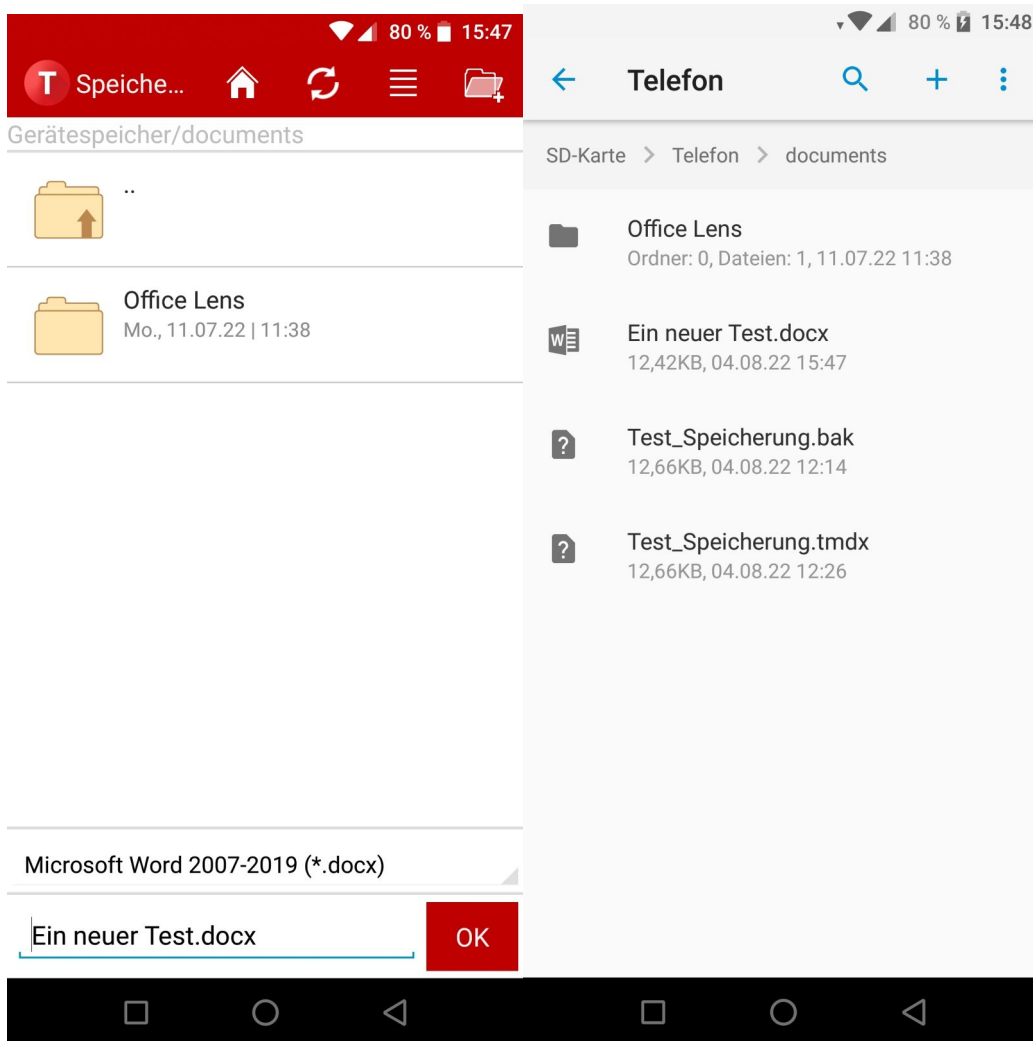 80 % 15:47
T Speiche...
Gerätespeicher/documents
..
Office Lens
Mo., 11.07.22 | 11:38
Microsoft Word 2007-2019 (*.docx)
Ein neuer Test.docx
OK
80 % 15:48
Telefon
SD-Karte > Telefon > documents
Office Lens
Ordner: 0, Dateien: 1, 11.07.22 11:38
W
Ein neuer Test.docx
12,42KB, 04.08.22 15:47
?
Test_Speicherung.bak
12,66KB, 04.08.22 12:14
?
Test_Speicherung.tmdx
12,66KB, 04.08.22 12:26